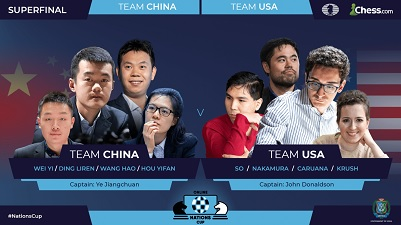 SUPERFINAL
TEAM CHINA
TEAM USA
Chess.com
V
TEAM CHINA
TEAM USA
WEI YI / DING LIREN / WANG HAO / HOU YIFAN
SO / NAKAMURA / CARUANA / KRUSH
Captain: Ye Jiangchuan
Captain: John Donaldson
#NationsCup
ONLINE
NATIONS
CUP